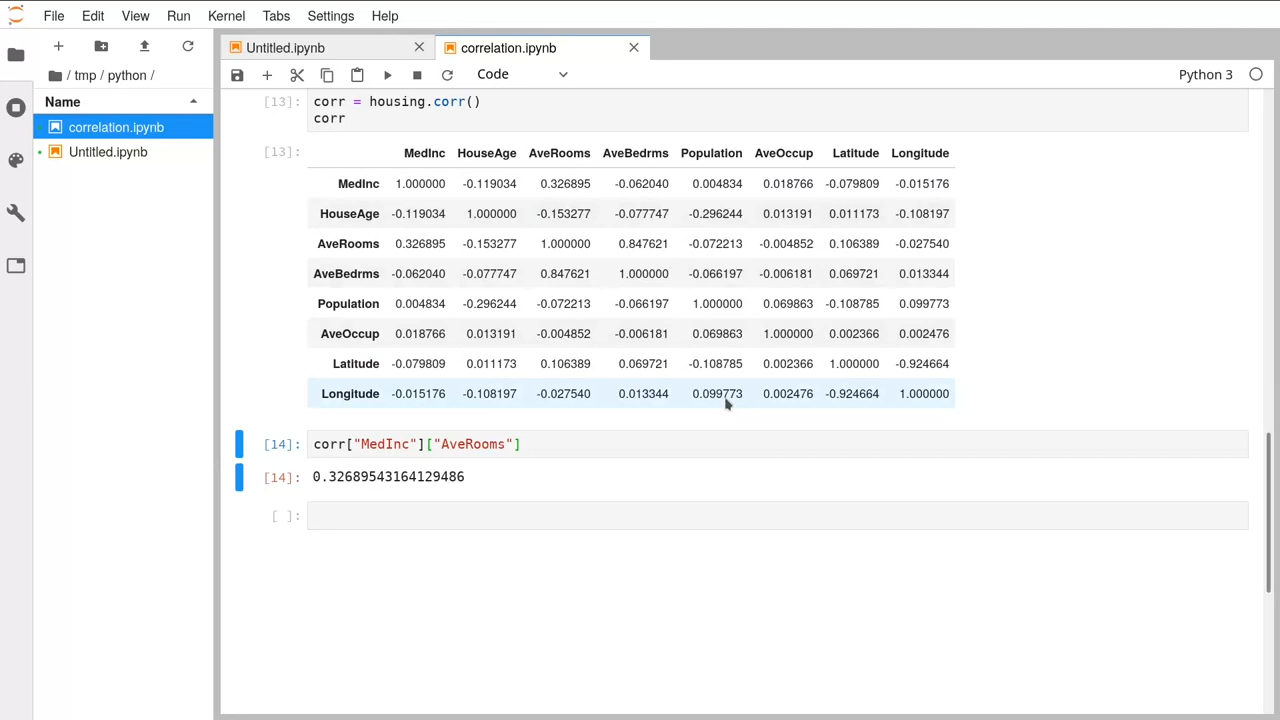 File Edit View Run Kernel Tabs Settings Help
/ tmp / python /
Name
correlation.ipynb
Untitled.ipynb
Untitled.ipynb
correlation.ipynb
Code
Python 3
[13]: corr = housing.corr()
corr
[13]: MedInc HouseAge AveRooms AveBedrms Population AveOccup Latitude Longitude
MedInc 1.000000 -0.119034 0.326895 -0.062040 0.004834 0.018766 -0.079809 -0.015176
HouseAge -0.119034 1.000000 -0.153277 -0.077747 -0.296244 0.013191 0.011173 -0.108197
AveRooms 0.326895 -0.153277 1.000000 0.847621 -0.072213 -0.004852 0.106389 -0.027540
AveBedrms -0.062040 -0.077747 0.847621 1.000000 -0.066197 -0.006181 0.069721 0.013344
Population 0.004834 -0.296244 -0.072213 -0.066197 1.000000 0.069863 -0.108785 0.099773
AveOccup 0.018766 0.013191 -0.004852 -0.006181 0.069863 1.000000 0.002366 0.002476
Latitude -0.079809 0.011173 0.106389 0.069721 -0.108785 0.002366 1.000000 -0.924664
Longitude -0.015176 -0.108197 -0.027540 0.013344 0.099773 0.002476 -0.924664 1.000000
[14]: corr["MedInc"]["AveRooms"]
[14]: 0.32689543164129486
[ ]: